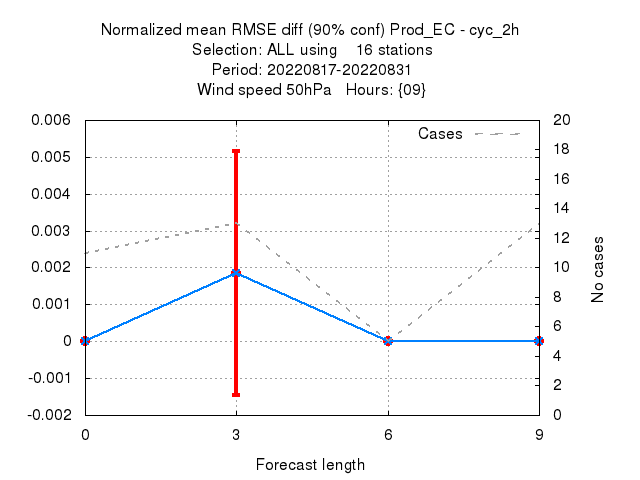 Normalized mean RMSE diff (90% conf) Prod_EC - cyc_2h
Selection: ALL using    16 stations
Period: 20220817-20220831
Wind speed 50hPa   Hours: {09}
Cases
0.006
0.005
0.004
0.003
0.002
0.001
0
-0.001
-0.002
20
18
16
14
12
10
8
6
4
2
0
No cases
0 3 6 9
Forecast length